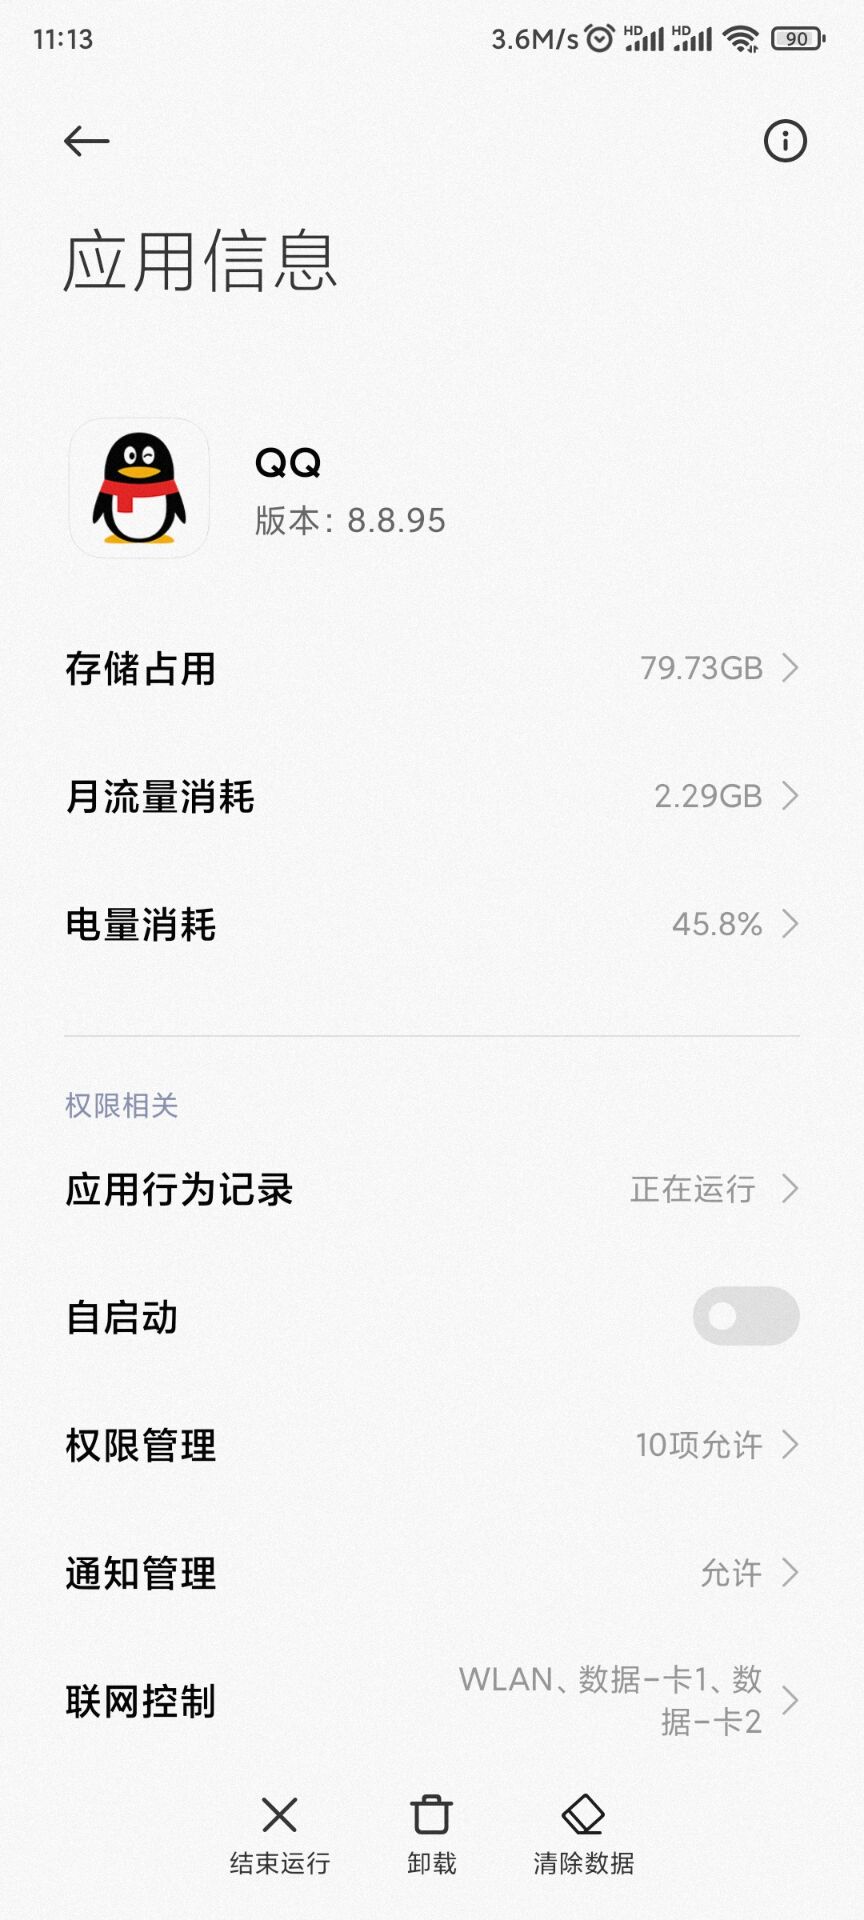 11:13
3.6M/s HD HD 90
应用信息
QQ
版本：8.8.95
存储占用 79.73GB
月流量消耗 2.29GB
电量消耗 45.8%
权限相关
应用行为记录 正在运行
自启动
权限管理 10项允许
通知管理 允许
联网控制 WLAN、数据-卡1、数
据-卡2
结束运行 卸载 清除数据